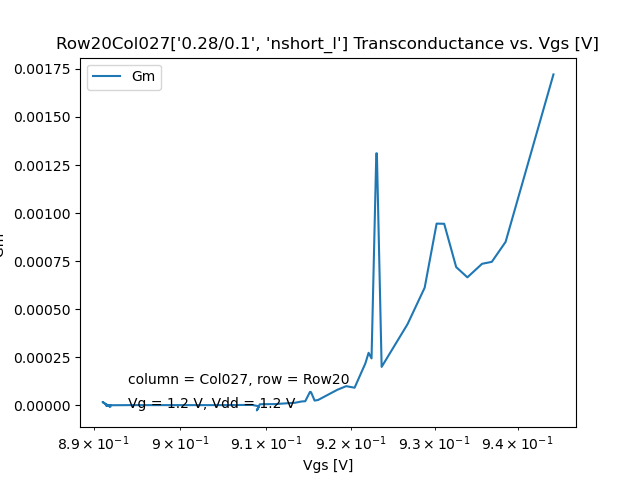 Row20Col027['0.28/0.1', 'nshort_l'] Transconductance vs. Vgs [V]
Gm
0.00175
0.00150
0.00125
0.00100
0.00075
0.00050
0.00025
0.00000
Gm
column = Col027, row = Row20
Vg = 1.2 V, Vdd = 1.2 V
8.9 × 10⁻¹
9 × 10⁻¹
9.1 × 10⁻¹
9.2 × 10⁻¹
9.3 × 10⁻¹
9.4 × 10⁻¹
Vgs [V]